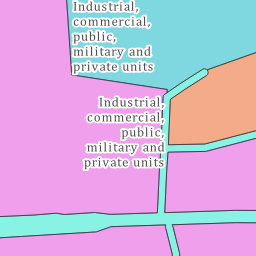 Industrial,
commercial,
public,
military and
private units
Industrial,
commercial,
public,
military and
private units